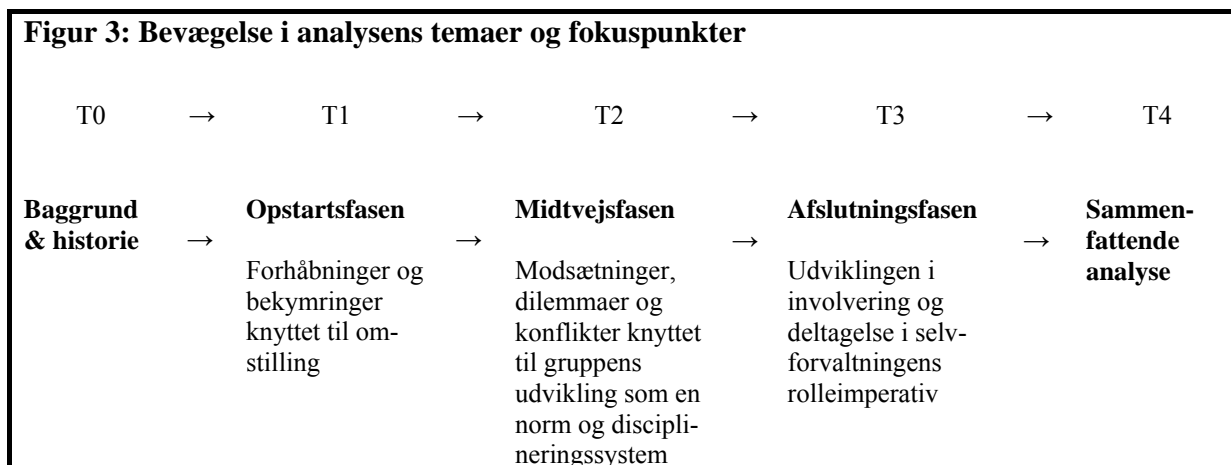 Figur 3: Bevægelse i analysens temaer og fokuspunkter
T0 → T1 → T2 → T3 → T4
Baggrund
& historie
→
Opstartsfasen
Forhåbninger og
bekymringer
knyttet til om-
stilling
→
Midtvejsfasen
Modsætninger,
dilemmaer og
konflikter knyttet
til gruppens
udvikling som en
norm og discipli-
neringssystem
→
Afslutningsfasen
Udviklingen i
involvering og
deltagelse i selv-
forvaltningens
rolleimperativ
→
Sammen-
fattende
analyse